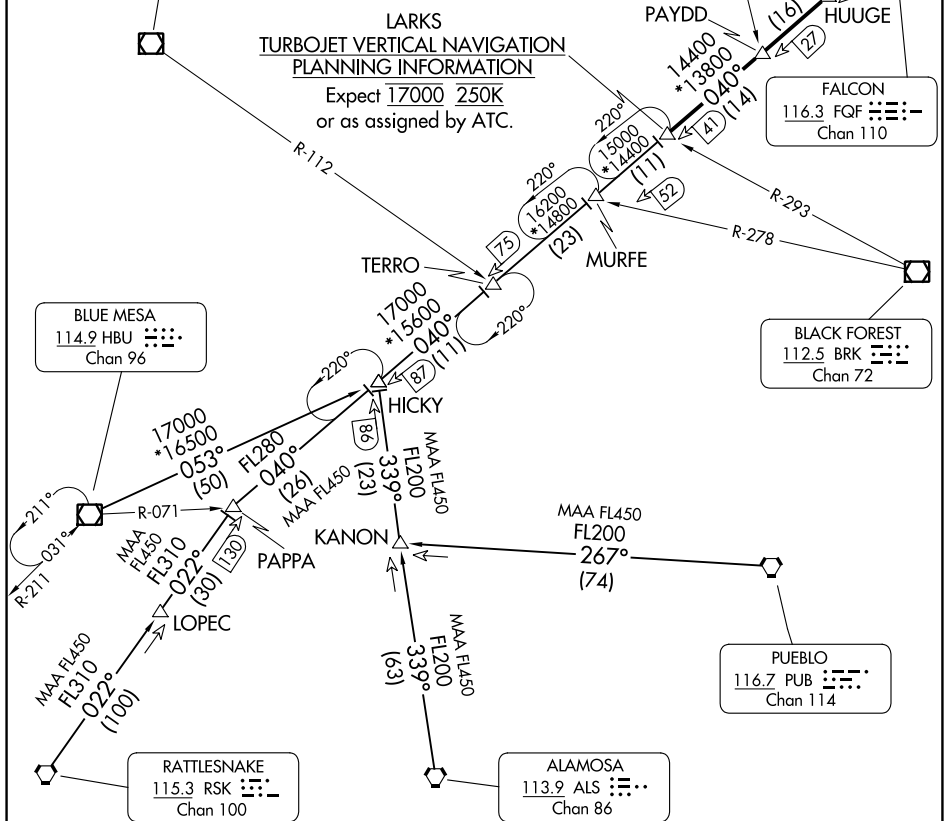 LARKS
TURBOJET VERTICAL NAVIGATION
PLANNING INFORMATION
Expect 17000 250K
or as assigned by ATC.
PAYDD
(16)
HUUGE
27
14400
*13800
040°
(14)
FALCON
116.3 FQF
Chan 110
41
220°
15000
*14400
(11)
R-112
220°
16200
*14800
(23)
52
R-293
R-278
MURFE
75
TERRO
220°
17000
*15600
040°
(11)
BLUE MESA
114.9 HBU
Chan 96
BLACK FOREST
112.5 BRK
Chan 72
220°
87
HICKY
17000
*16500
053°
(50)
FL280
040°
(26)
MAA FL450
86
MAA FL450
FL200
339°
(23)
211°
031°
R-211
R-071
PAPPA
KANON
MAA FL450
FL200
267°
(74)
MAA
FL450
FL310
022°
(30)
130
LOPEC
MAA FL450
FL310
022°
(100)
MAA FL450
FL200
339°
(63)
PUEBLO
116.7 PUB
Chan 114
RATTLESNAKE
115.3 RSK
Chan 100
ALAMOSA
113.9 ALS
Chan 86